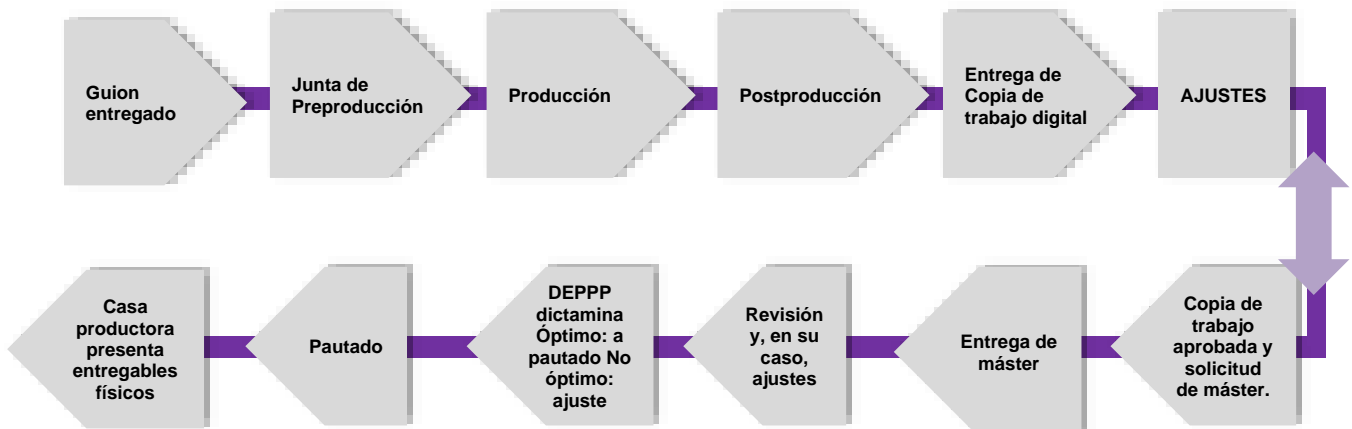 Guion
entregado
Junta de
Preproducción
Producción
Postproducción
Entrega de
Copia de
trabajo digital
AJUSTES
Copia de
trabajo
aprobada y
solicitud
de máster.
Entrega de
máster
Revisión
y, en su
caso,
ajustes
DEPPP
dictamina
Óptimo: a
pautado No
óptimo:
ajuste
Pautado
Casa
productora
presenta
entregables
físicos